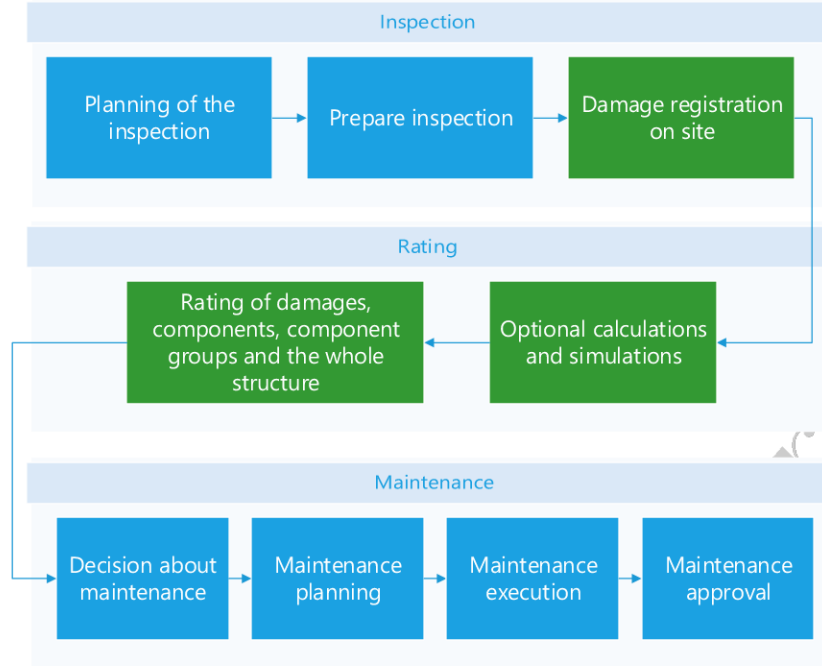 Inspection
Planning of the
inspection
Prepare inspection
Damage registration
on site
Rating
Rating of damages,
components, component
groups and the whole
structure
Optional calculations
and simulations
Maintenance
Decision about
maintenance
Maintenance
planning
Maintenance
execution
Maintenance
approval